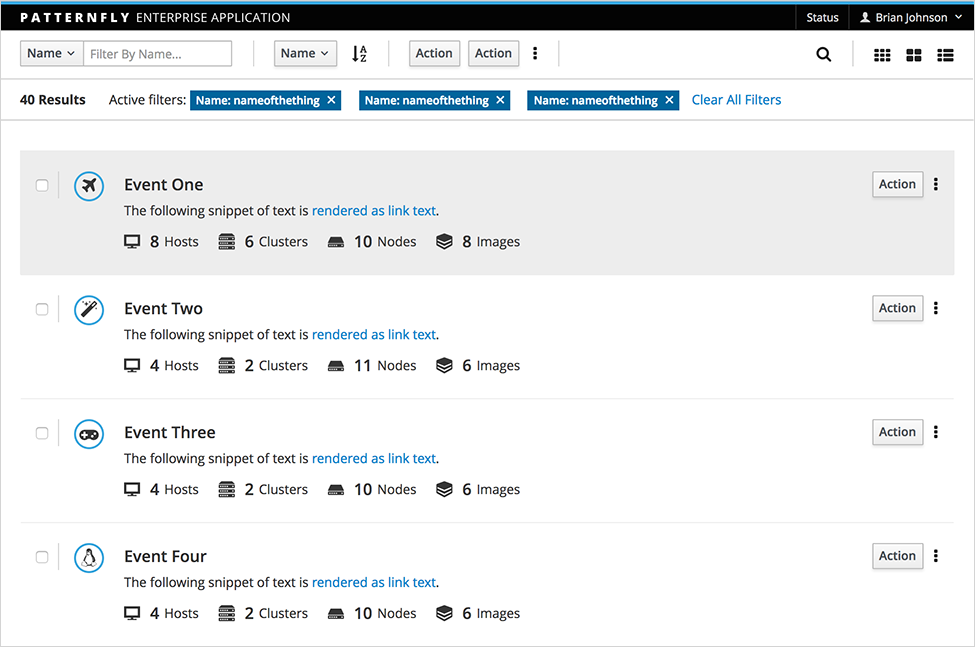 PATTERNFLY ENTERPRISE APPLICATION Status Brian Johnson
Name Filter By Name... Name A Z Action Action
40 Results Active filters: Name: nameofthething × Name: nameofthething × Name: nameofthething × Clear All Filters
Event One Action
The following snippet of text is rendered as link text.
8 Hosts 6 Clusters 10 Nodes 8 Images
Event Two Action
The following snippet of text is rendered as link text.
4 Hosts 2 Clusters 11 Nodes 6 Images
Event Three Action
The following snippet of text is rendered as link text.
4 Hosts 2 Clusters 10 Nodes 6 Images
Event Four Action
The following snippet of text is rendered as link text.
4 Hosts 2 Clusters 10 Nodes 6 Images